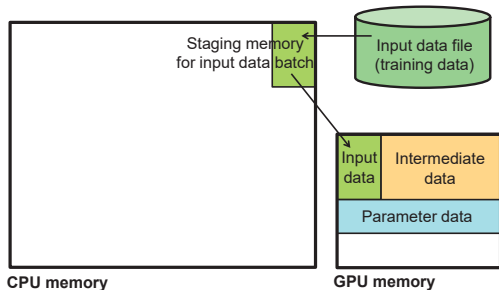 Staging memory
for input data batch
Input data file
(training data)
Input
data
Intermediate
data
Parameter data
CPU memory
GPU memory